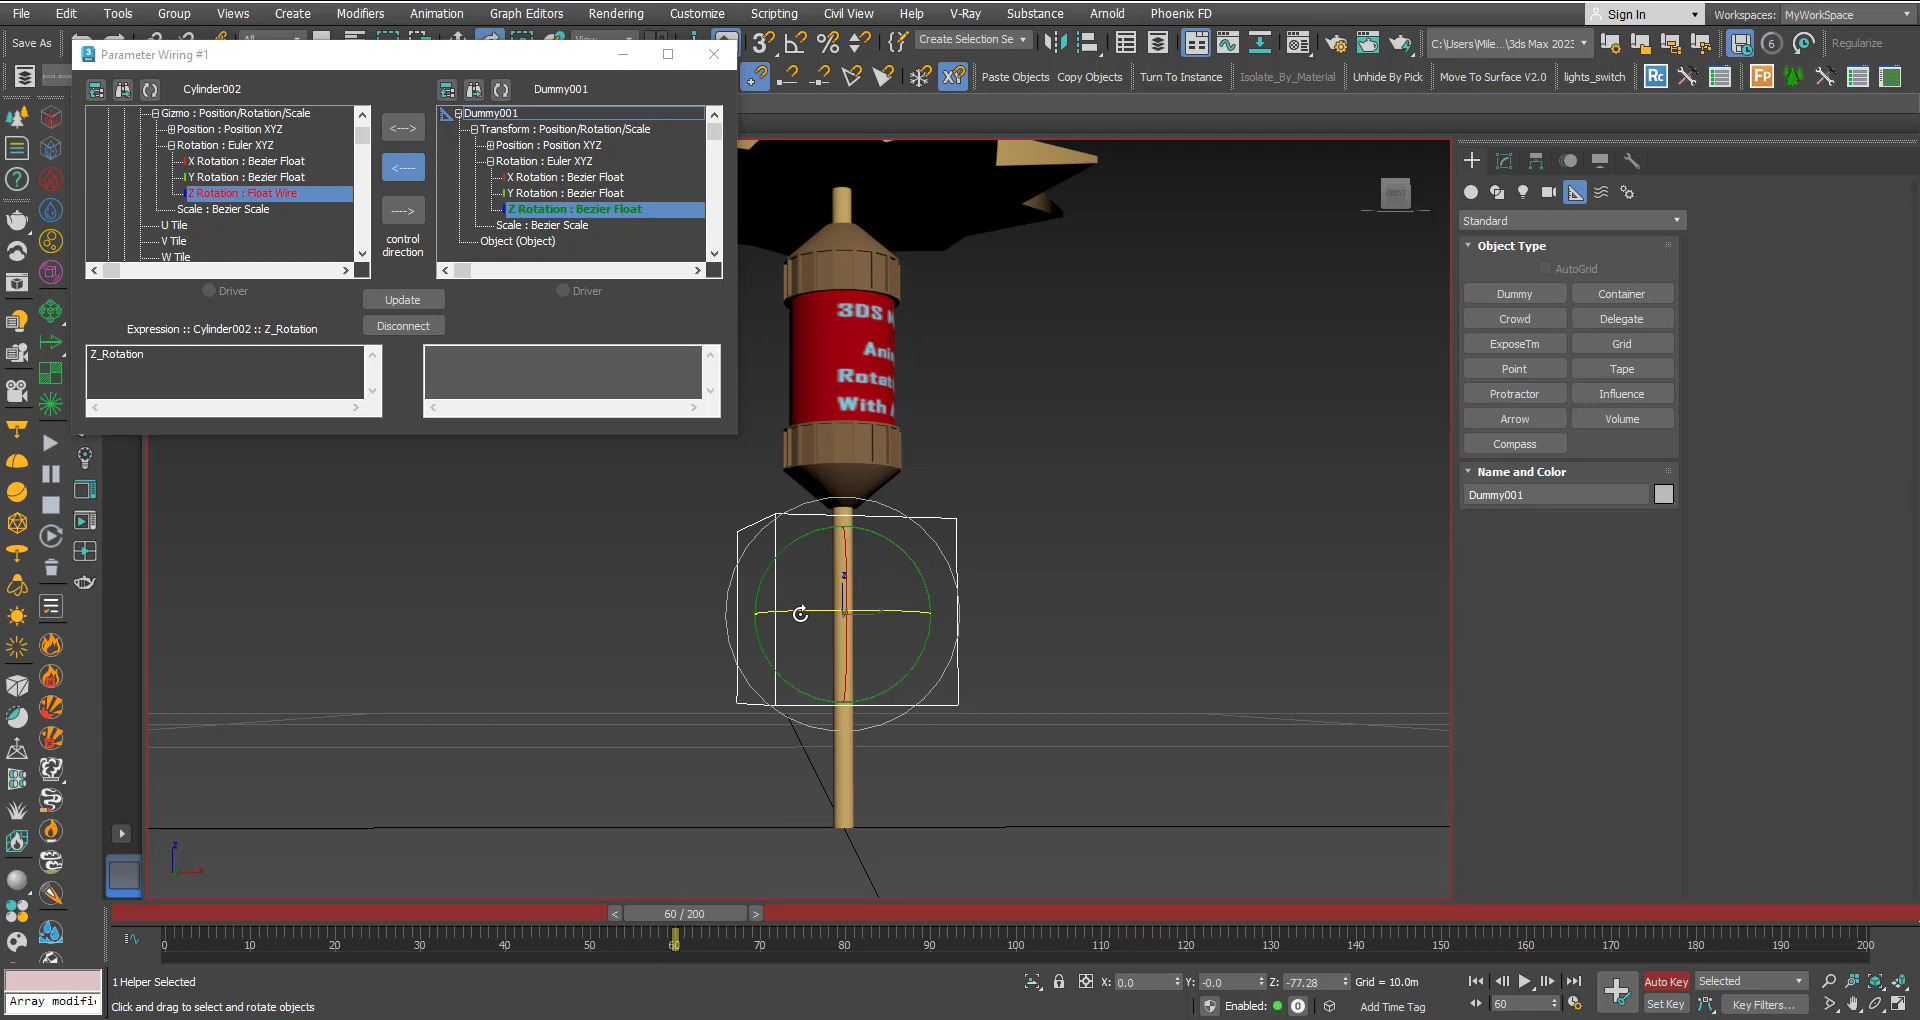 File Edit Tools Group Views Create Modifiers Animation Graph Editors Rendering Customize Scripting Civil View Help V-Ray Substance Arnold Phoenix FD
Sign In
Workspaces: MyWorkSpace
Save As
Parameter Wiring #1
All
View
3
Create Selection Se
C:\Users\Mile...\3ds Max 2023
6
Regularize
Paste Objects Copy Objects Turn To Instance Isolate_By_Material Unhide By Pick Move To Surface V2.0 lights_switch
Rc
FP
Cylinder002
Dummy001
Gizmo : Position/Rotation/Scale
Position : Position XYZ
Rotation : Euler XYZ
X Rotation : Bezier Float
Y Rotation : Bezier Float
Z Rotation : Float Wire
Scale : Bezier Scale
U Tile
V Tile
W Tile
<--->
<----
---->
control
direction
Dummy001
Transform : Position/Rotation/Scale
Position : Position XYZ
Rotation : Euler XYZ
X Rotation : Bezier Float
Y Rotation : Bezier Float
Z Rotation : Bezier Float
Scale : Bezier Scale
Object (Object)
Driver
Driver
Update
Disconnect
Expression :: Cylinder002 :: Z_Rotation
Z_Rotation
3DS M
Ani
Rotat
With
FRONT
Standard
Object Type
AutoGrid
Dummy Container
Crowd Delegate
ExposeTm Grid
Point Tape
Protractor Influence
Arrow Volume
Compass
Name and Color
Dummy001
z
z
x
< 60 / 200 >
0 10 20 30 40 50 60 70 80 90 100 110 120 130 140 150 160 170 180 190 200
1 Helper Selected
X: 0.0 Y: -0.0 Z: -77.28 Grid = 10.0m
Auto Key
Selected
Array modifi
Click and drag to select and rotate objects
Enabled: 0
Add Time Tag
60
Set Key
Key Filters...